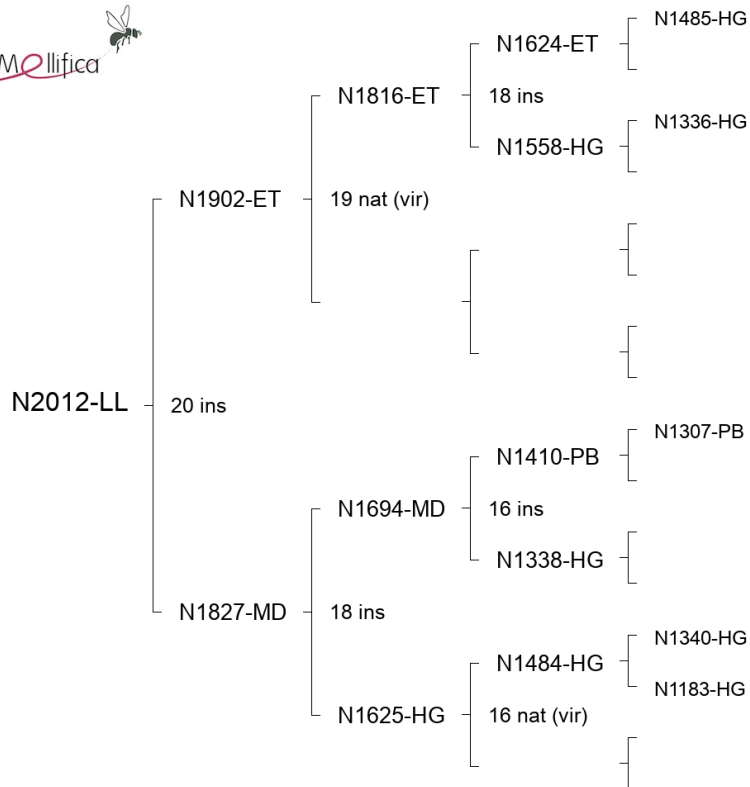 Mellifica
N1485-HG
N1624-ET
N1816-ET
18 ins
N1558-HG
N1336-HG
N1902-ET
19 nat (vir)
N2012-LL
20 ins
N1307-PB
N1410-PB
N1694-MD
16 ins
N1338-HG
N1827-MD
18 ins
N1340-HG
N1484-HG
N1183-HG
N1625-HG
16 nat (vir)